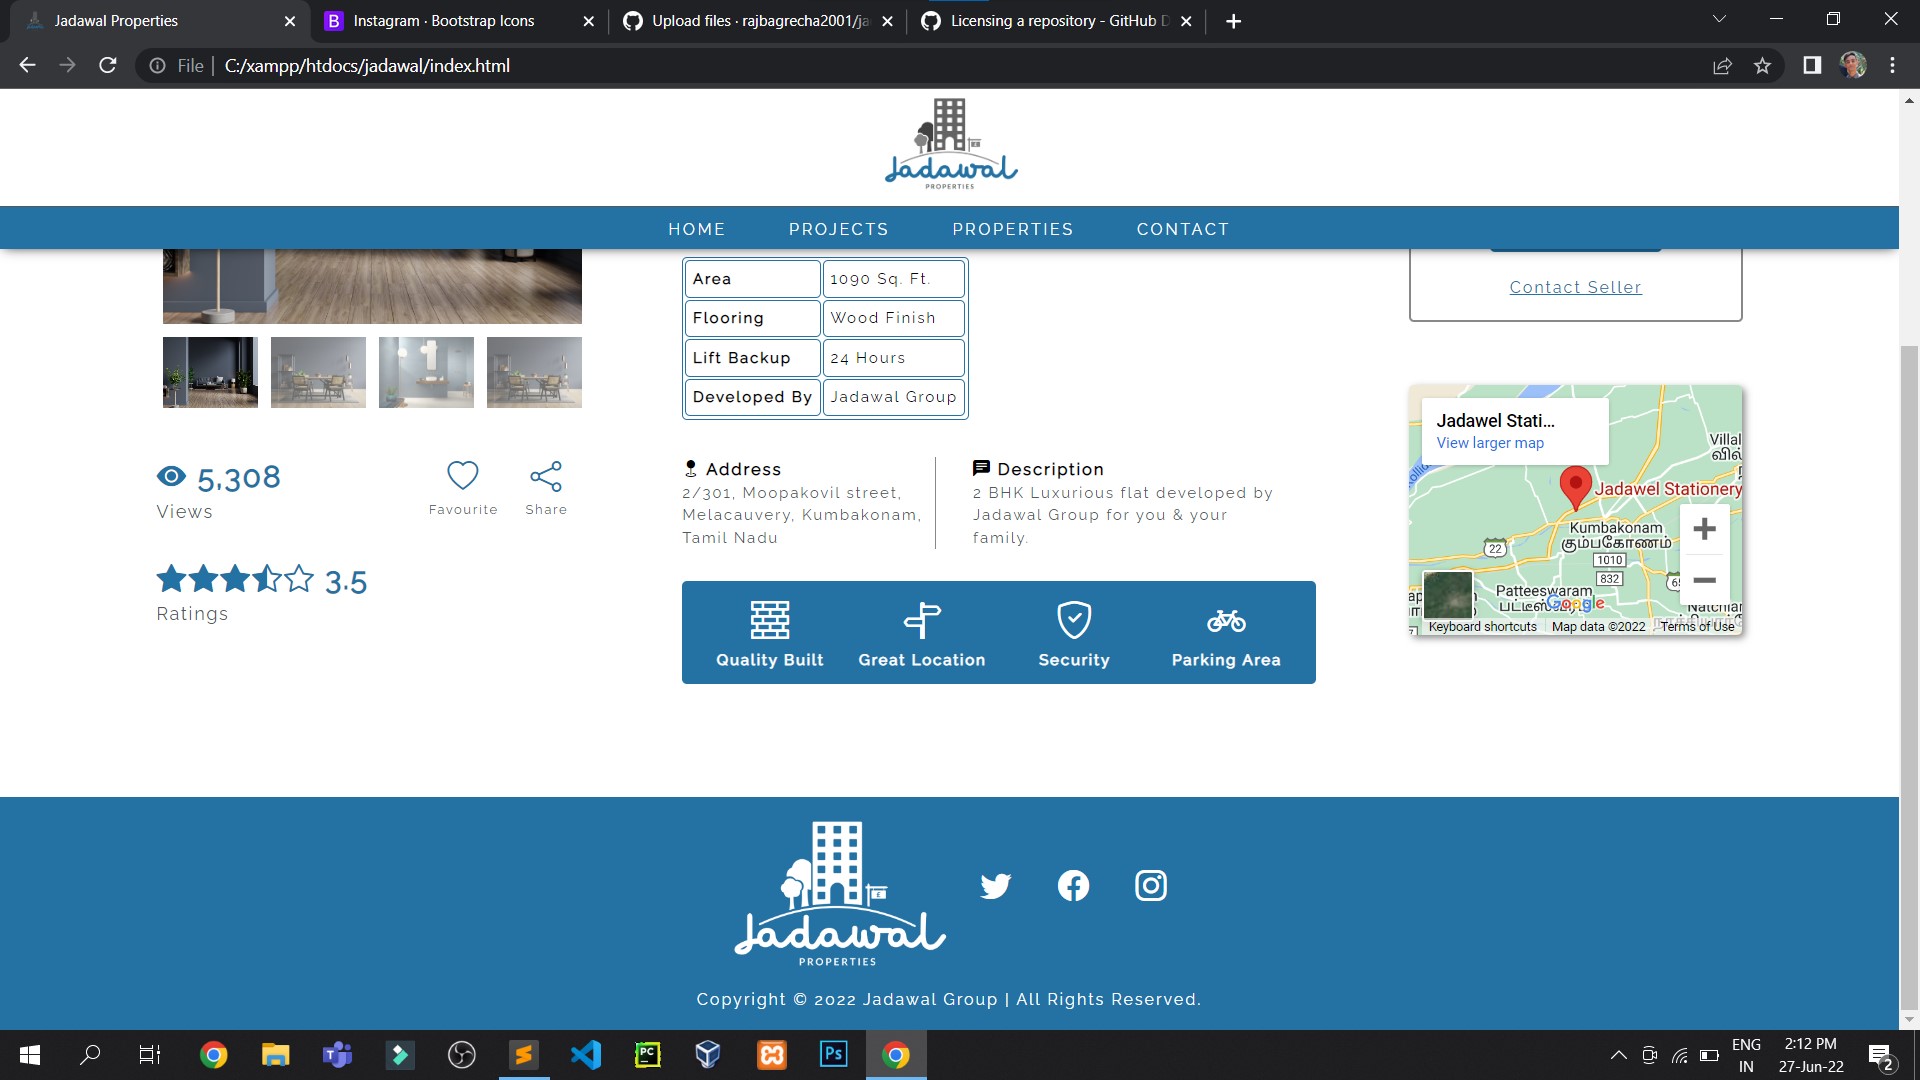 Jadawal Properties
Instagram · Bootstrap Icons
Upload files · rajbagrecha2001/ja
Licensing a repository - GitHub D
File
C:/xampp/htdocs/jadawal/index.html
Jadawal
PROPERTIES
HOME PROJECTS PROPERTIES CONTACT
Area 1090 Sq. Ft.
Flooring Wood Finish
Lift Backup 24 Hours
Developed By Jadawal Group
Contact Seller
5,308
Views
Favourite
Share
3.5
Ratings
Address
2/301, Moopakovil street,
Melacauvery, Kumbakonam,
Tamil Nadu
Description
2 BHK Luxurious flat developed by
Jadawal Group for you & your
family.
Quality Built Great Location Security Parking Area
Jadawel Stati...
View larger map
Jadawel Stationery
Kumbakonam
கும்பகோணம்
22
1010
832
Patteeswaram
Google
Keyboard shortcuts Map data ©2022 Terms of Use
Jadawal
PROPERTIES
Copyright © 2022 Jadawal Group | All Rights Reserved.
ENG
IN
2:12 PM
27-Jun-22
2